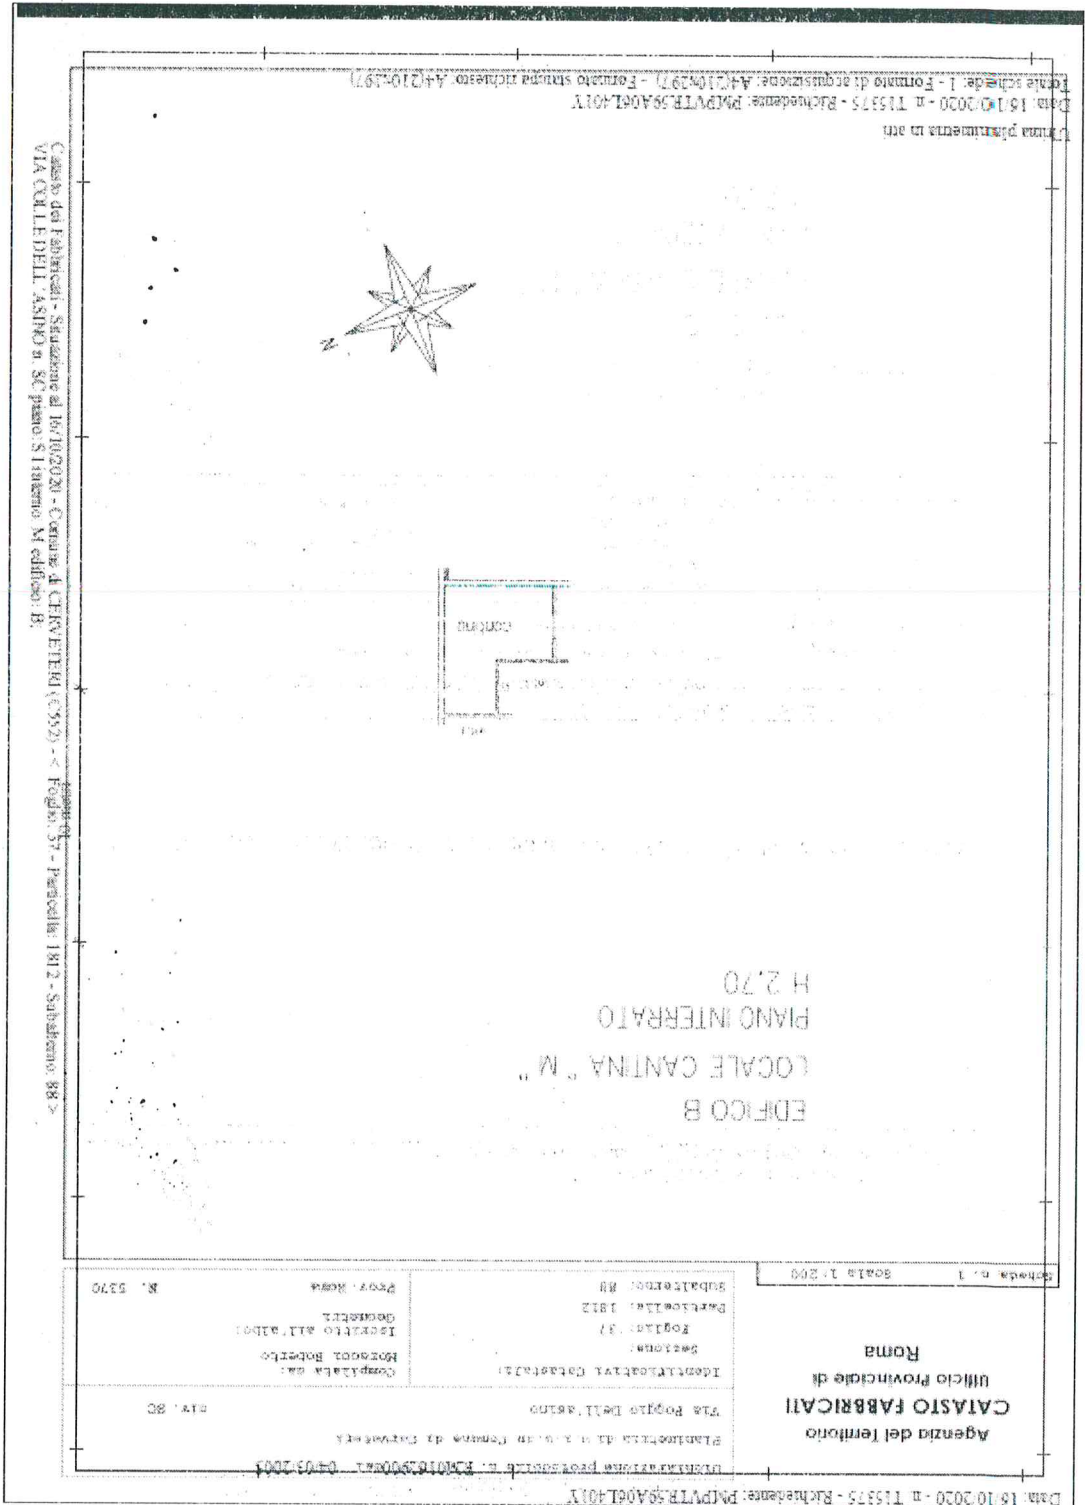 Data: 16/10/2020 - n. T15375 - Richiedente: PMPVTR59A06L401Y
Agenzia del Territorio
CATASTO FABBRICATI
Ufficio Provinciale di
Roma
Dichiarazione protocollo n. del 04/03/2003
Planimetria di u.i.u. in Comune di Cerveteri
Via Poggio Dell'asino civ. 8C
Identificativi Catastali:
Sezione:
Foglio: 37
Particella: 1812
Subalterno: 88
Compilata da:
Roberto
Iscritto all'albo:
Geometri
Prov. Roma N. 5370
Scheda n. 1 Scala 1:200
EDIFICO B
LOCALE CANTINA " M "
PIANO INTERRATO
H 2.70
cantina
N
Ultima planimetria in atti
Data: 16/10/2020 - n. T15375 - Richiedente: PMPVTR59A06L401Y
Totale schede: 1 - Formato di acquisizione: A4(210x297) - Formato stampa richiesto: A4(210x297)
Catasto dei Fabbricati - Situazione al 16/10/2020 - Comune di CERVETERI (C552) - < Foglio: 37 - Particella: 1812 - Subalterno: 88 >
VIA COLLE DELL'ASINO n. 8C piano: S1 interno: M edificio: B;